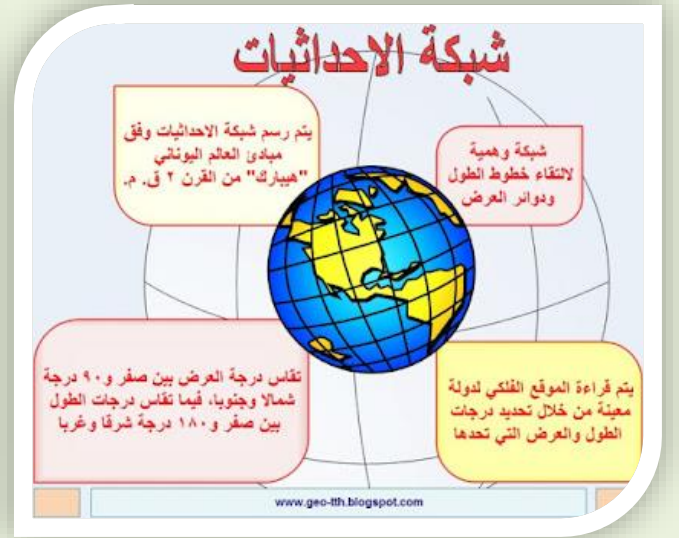 شبكة الاحداثيات
شبكة وهمية
لالتقاء خطوط الطول
ودوائر العرض
يتم رسم شبكة الاحداثيات وفق
مبادئ العالم اليوناني
"هيبارك" من القرن ٢ ق. م.
يتم قراءة الموقع الفلكي لدولة
معينة من خلال تحديد درجات
الطول والعرض التي تحدها
تقاس درجة العرض بين صفر و٩٠ درجة
شمالا وجنوبا، فيما تقاس درجات الطول
بين صفر و١٨٠ درجة شرقا وغربا
www.geo-tth.blogspot.com